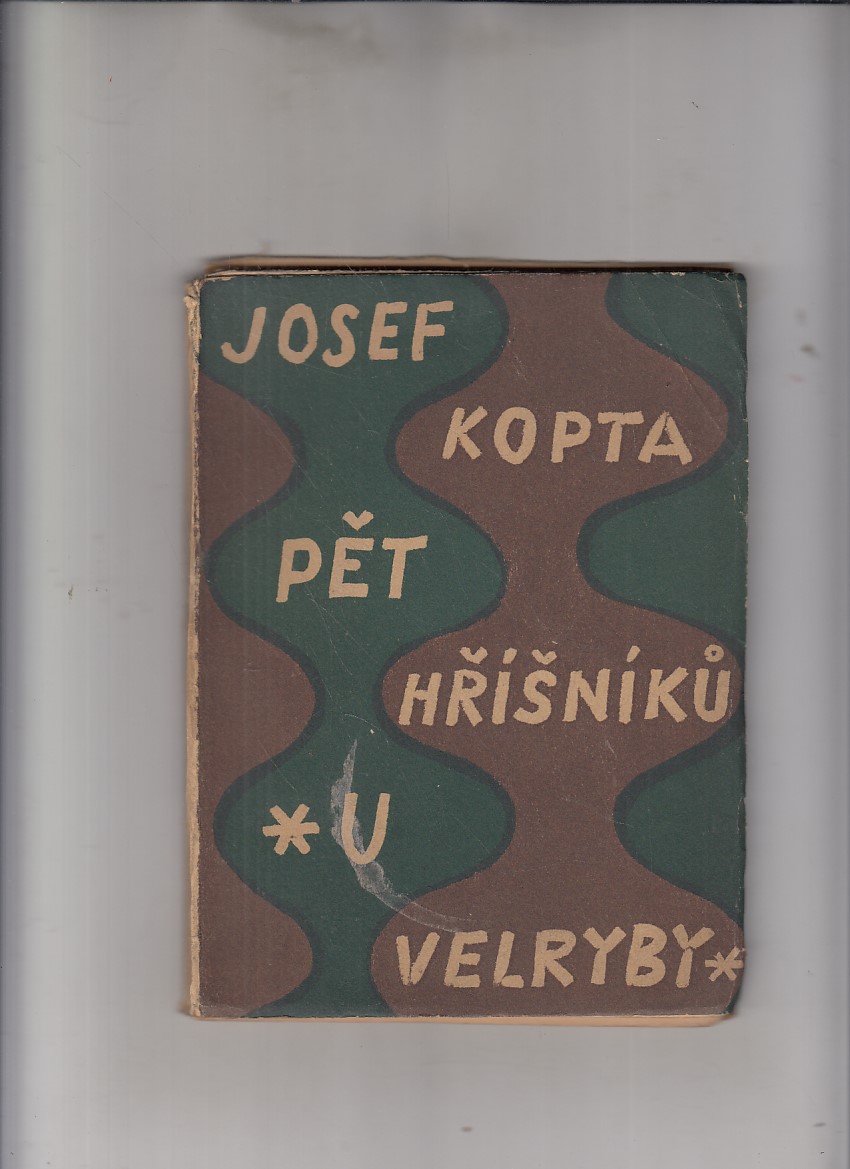 JOSEF
KOPTA
PĚT
HŘÍŠNÍKŮ
*U
VELRYBY*